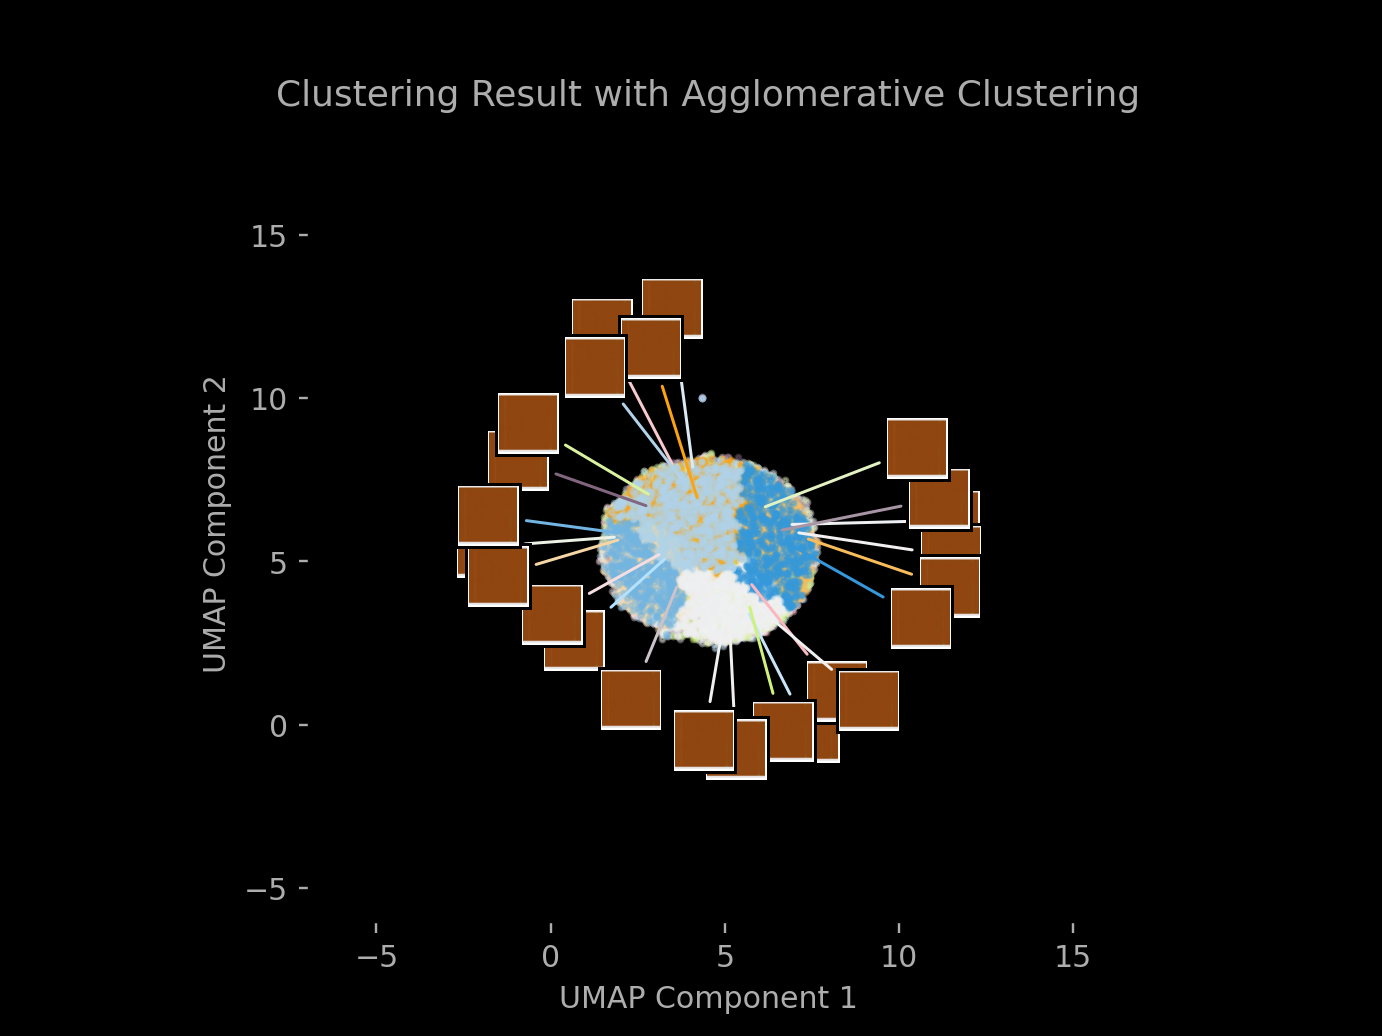 Clustering Result with Agglomerative Clustering
15
10
5
0
−5
UMAP Component 2
−5 0 5 10 15
UMAP Component 1